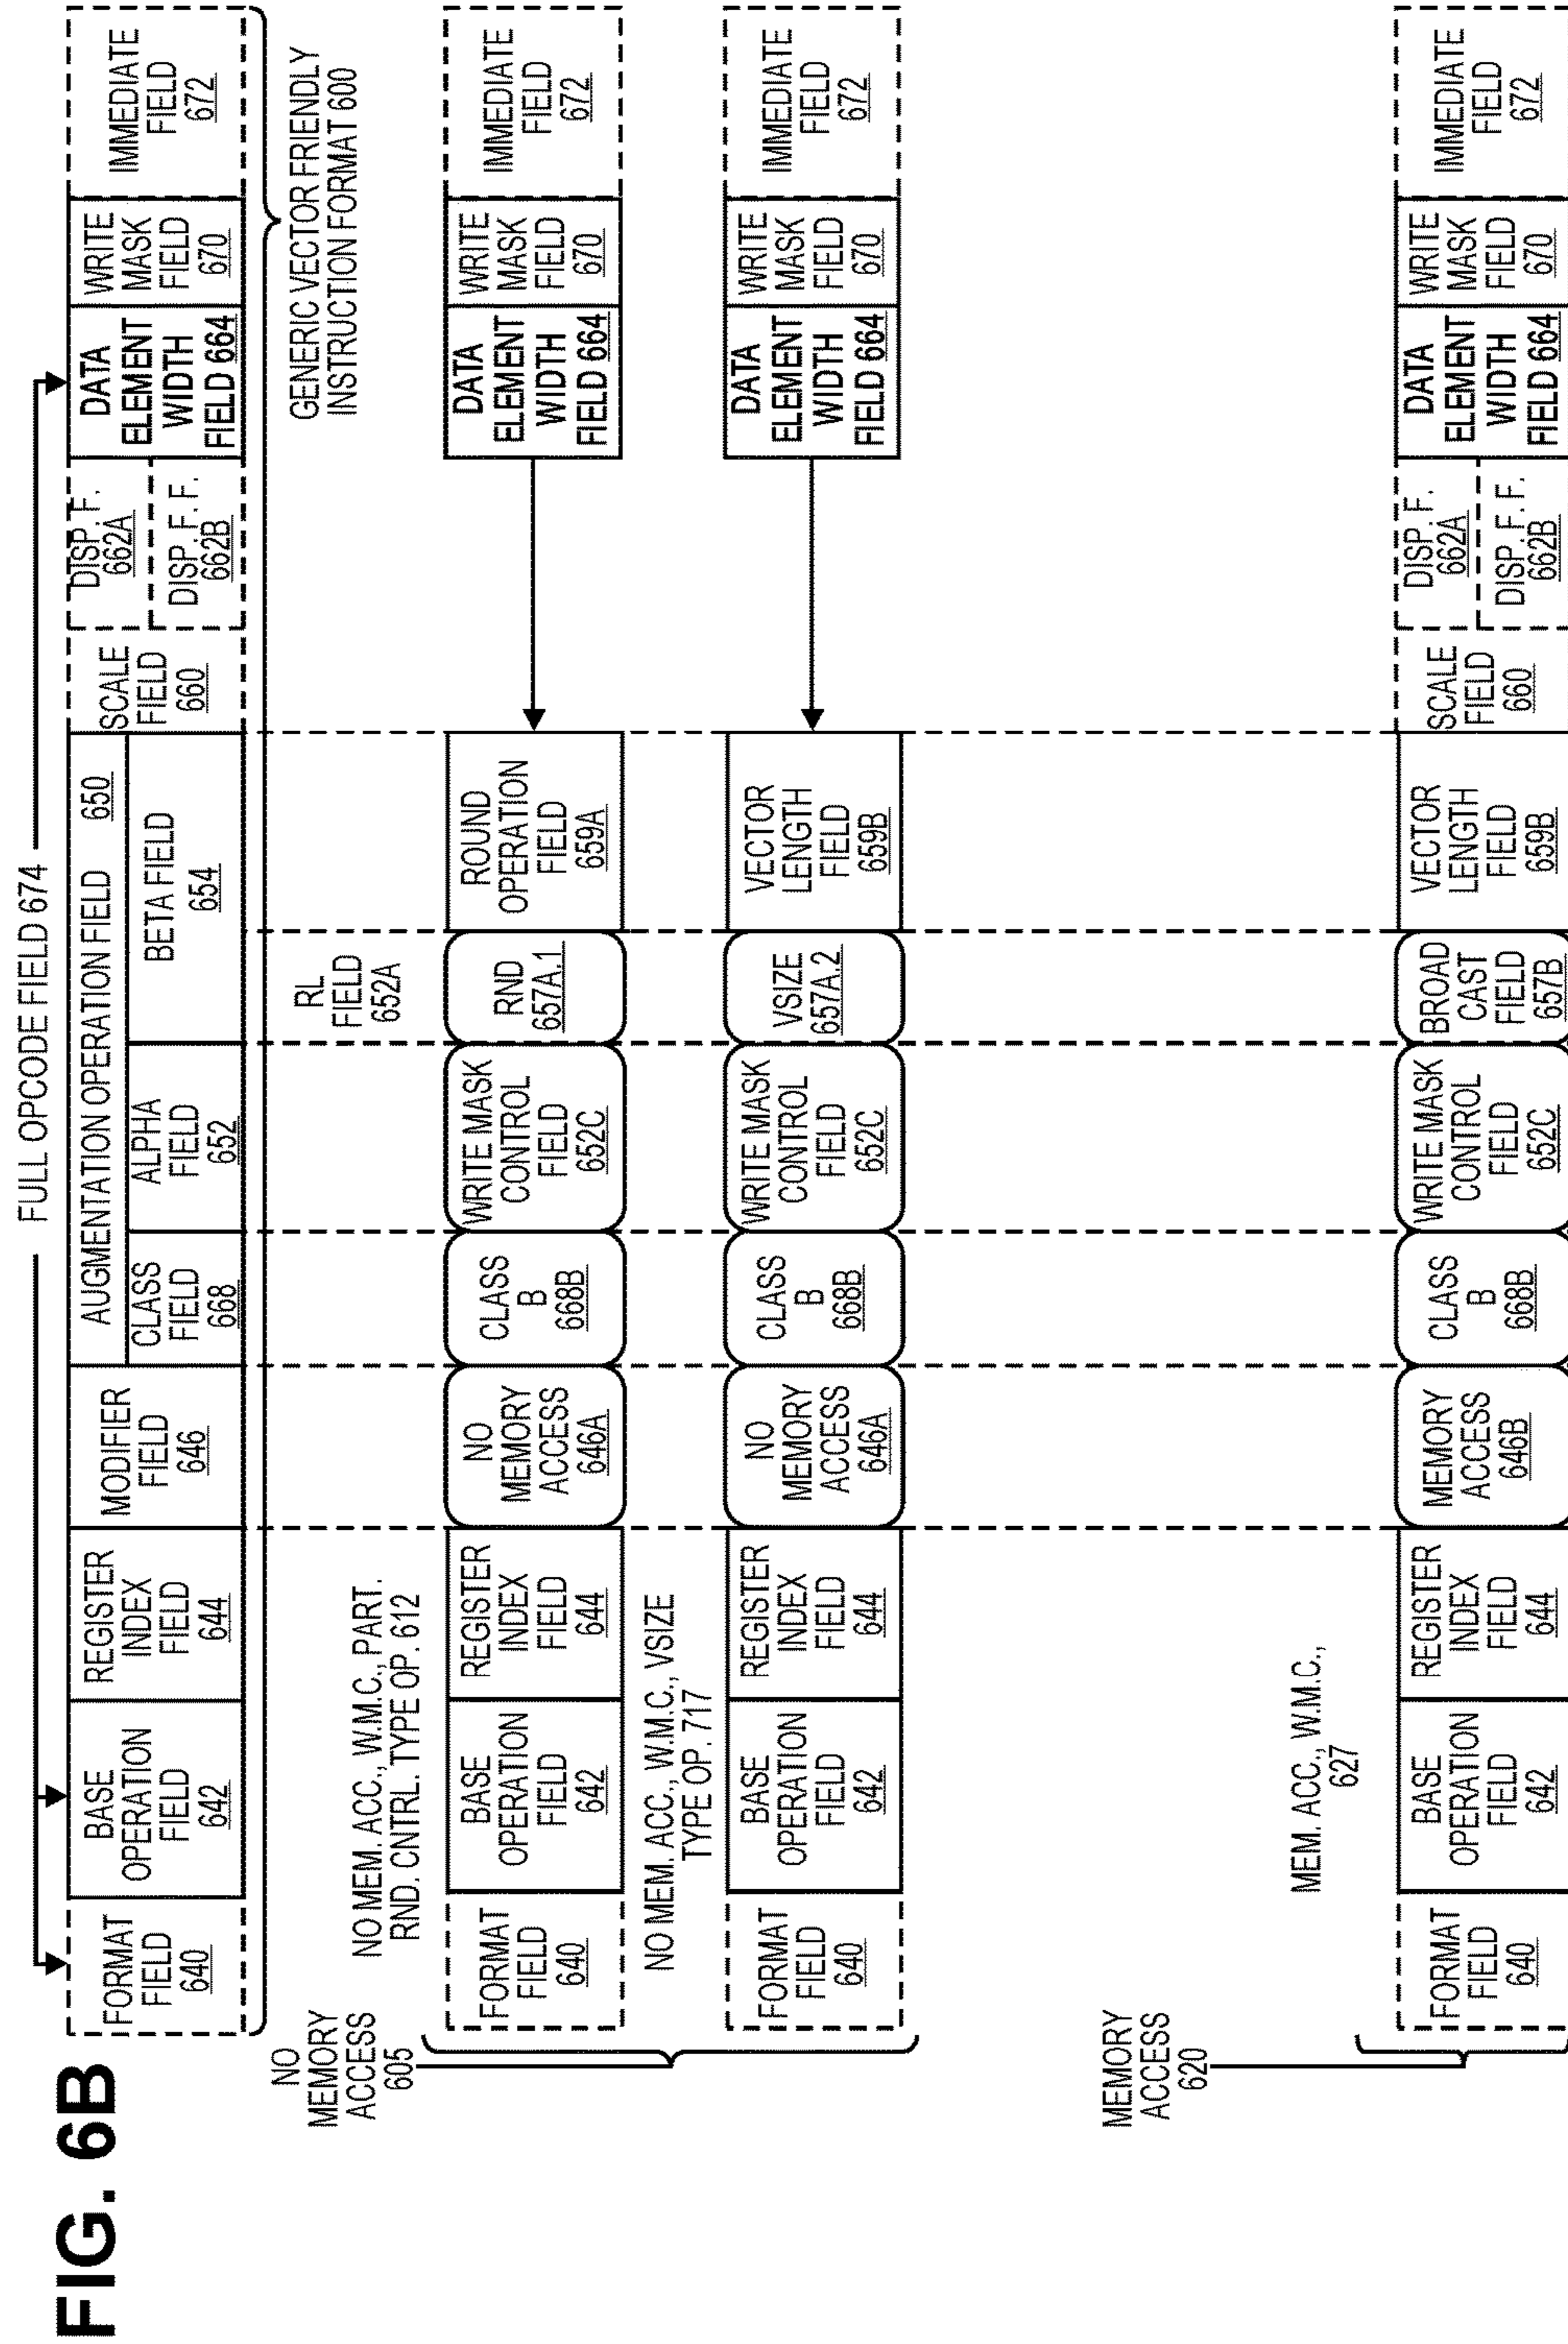 FIG. 6B
FULL OPCODE FIELD 674
FORMAT
FIELD
640
BASE
OPERATION
FIELD
642
REGISTER
INDEX
FIELD
644
MODIFIER
FIELD
646
AUGMENTATION OPERATION FIELD 650
CLASS
FIELD
668
ALPHA
FIELD
652
BETA FIELD
654
SCALE
FIELD
660
DISP. F.
662A
DISP. F. F.
662B
DATA
ELEMENT
WIDTH
FIELD 664
WRITE
MASK
FIELD
670
IMMEDIATE
FIELD
672
GENERIC VECTOR FRIENDLY
INSTRUCTION FORMAT 600
NO
MEMORY
ACCESS
605
RL
FIELD
652A
NO MEM. ACC., W.M.C., PART.
RND. CNTRL. TYPE OP. 612
FORMAT
FIELD
640
BASE
OPERATION
FIELD
642
REGISTER
INDEX
FIELD
644
NO
MEMORY
ACCESS
646A
CLASS
B
668B
WRITE MASK
CONTROL
FIELD
652C
RND
657A.1
ROUND
OPERATION
FIELD
659A
DATA
ELEMENT
WIDTH
FIELD 664
WRITE
MASK
FIELD
670
IMMEDIATE
FIELD
672
NO MEM. ACC., W.M.C., VSIZE
TYPE OP. 717
FORMAT
FIELD
640
BASE
OPERATION
FIELD
642
REGISTER
INDEX
FIELD
644
NO
MEMORY
ACCESS
646A
CLASS
B
668B
WRITE MASK
CONTROL
FIELD
652C
VSIZE
657A.2
VECTOR
LENGTH
FIELD
659B
DATA
ELEMENT
WIDTH
FIELD 664
WRITE
MASK
FIELD
670
IMMEDIATE
FIELD
672
MEMORY
ACCESS
620
MEM. ACC., W.M.C.,
627
FORMAT
FIELD
640
BASE
OPERATION
FIELD
642
REGISTER
INDEX
FIELD
644
MEMORY
ACCESS
646B
CLASS
B
668B
WRITE MASK
CONTROL
FIELD
652C
BROAD
CAST
FIELD
657B
VECTOR
LENGTH
FIELD
659B
SCALE
FIELD
660
DISP. F.
662A
DISP. F. F.
662B
DATA
ELEMENT
WIDTH
FIELD 664
WRITE
MASK
FIELD
670
IMMEDIATE
FIELD
672